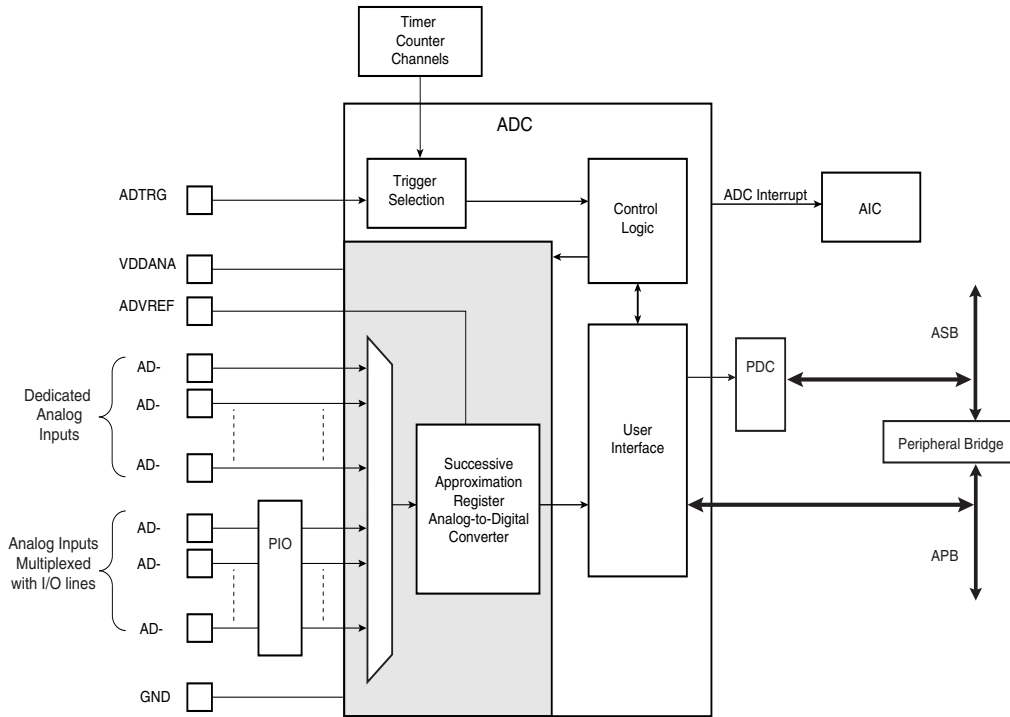 Timer
Counter
Channels
ADC
Trigger
Selection
Control
Logic
ADC Interrupt
AIC
ADTRG
VDDANA
ADVREF
Dedicated
Analog
Inputs
AD-
AD-
AD-
Analog Inputs
Multiplexed
with I/O lines
AD-
AD-
AD-
PIO
GND
Successive
Approximation
Register
Analog-to-Digital
Converter
User
Interface
PDC
ASB
Peripheral Bridge
APB